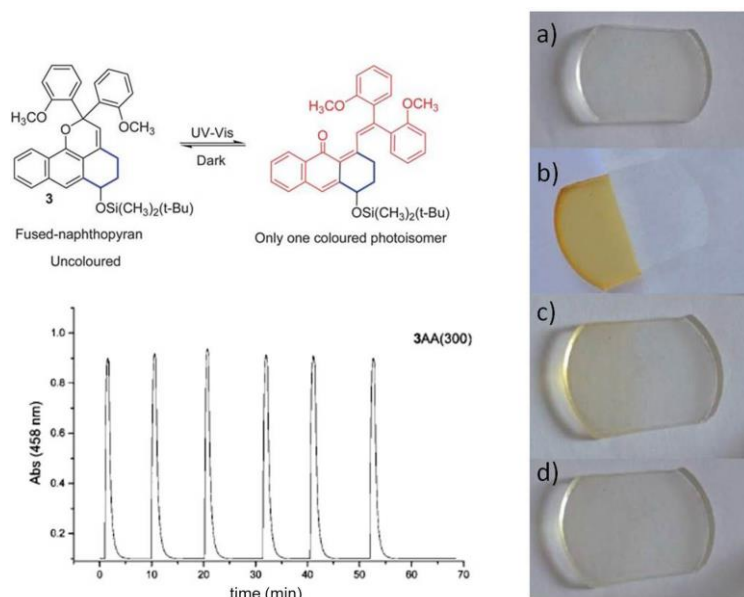 OCH3
O
OCH3
3
OSi(CH3)2(t-Bu)
Fused-naphthopyran
Uncoloured
UV-Vis
Dark
OCH3
OCH3
O
OSi(CH3)2(t-Bu)
Only one coloured photoisomer
3AA(300)
Abs (458 nm)
1.0
0.8
0.6
0.4
0.2
0 10 20 30 40 50 60 70
time (min)
a)
b)
c)
d)